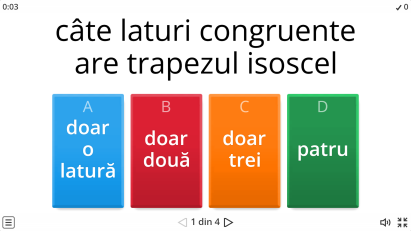 0:03
✓ 0
câte laturi congruente
are trapezul isoscel
A
doar
o
latură
B
doar
două
C
doar
trei
D
patru
1 din 4